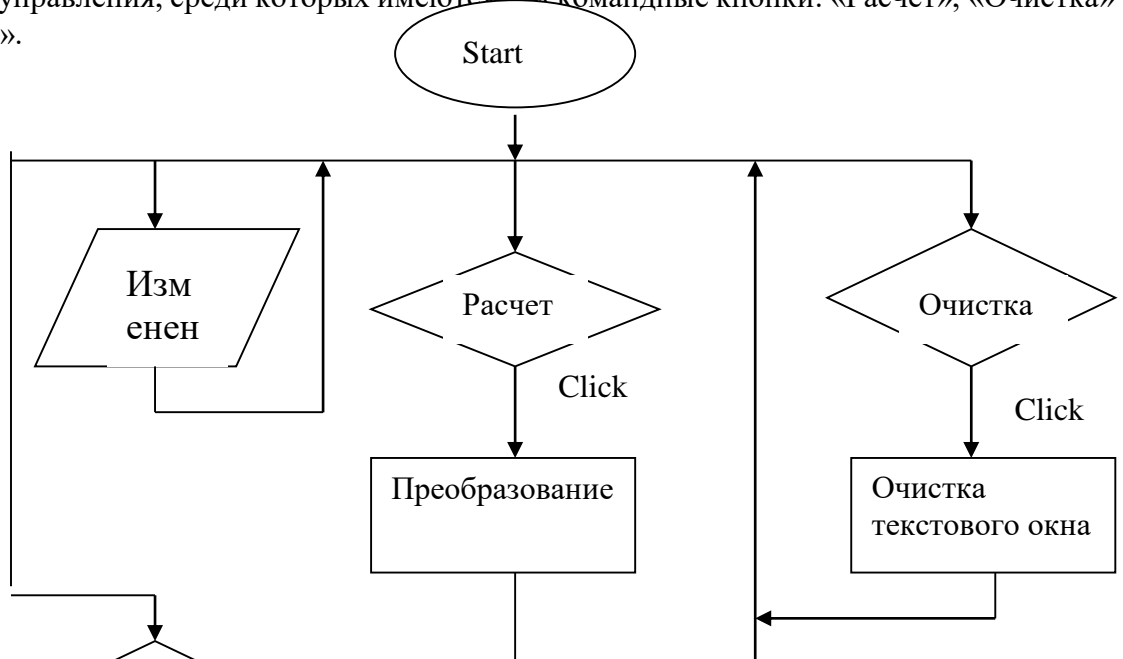 управления, среди которых имеются командные кнопки: «Расчет», «Очистка»
».
Start
Изм
енен
Расчет
Очистка
Click
Click
Преобразование
Очистка
текстового окна